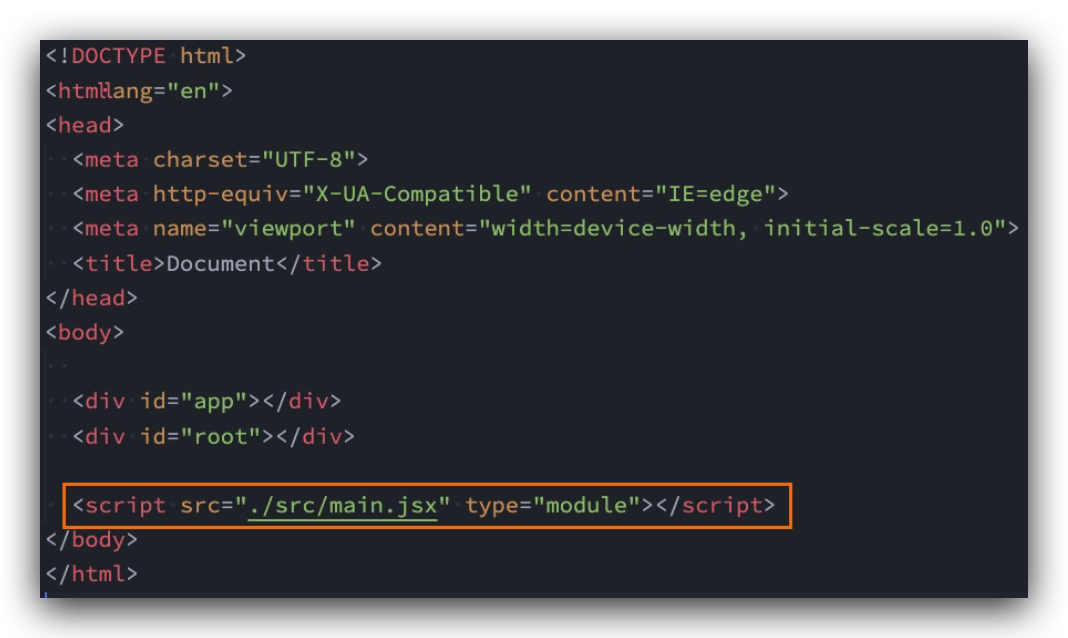 <!DOCTYPE html>
<html lang="en">
<head>
<meta charset="UTF-8">
<meta http-equiv="X-UA-Compatible" content="IE=edge">
<meta name="viewport" content="width=device-width, initial-scale=1.0">
<title>Document</title>
</head>
<body>
<div id="app"></div>
<div id="root"></div>
<script src="./src/main.jsx" type="module"></script>
</body>
</html>